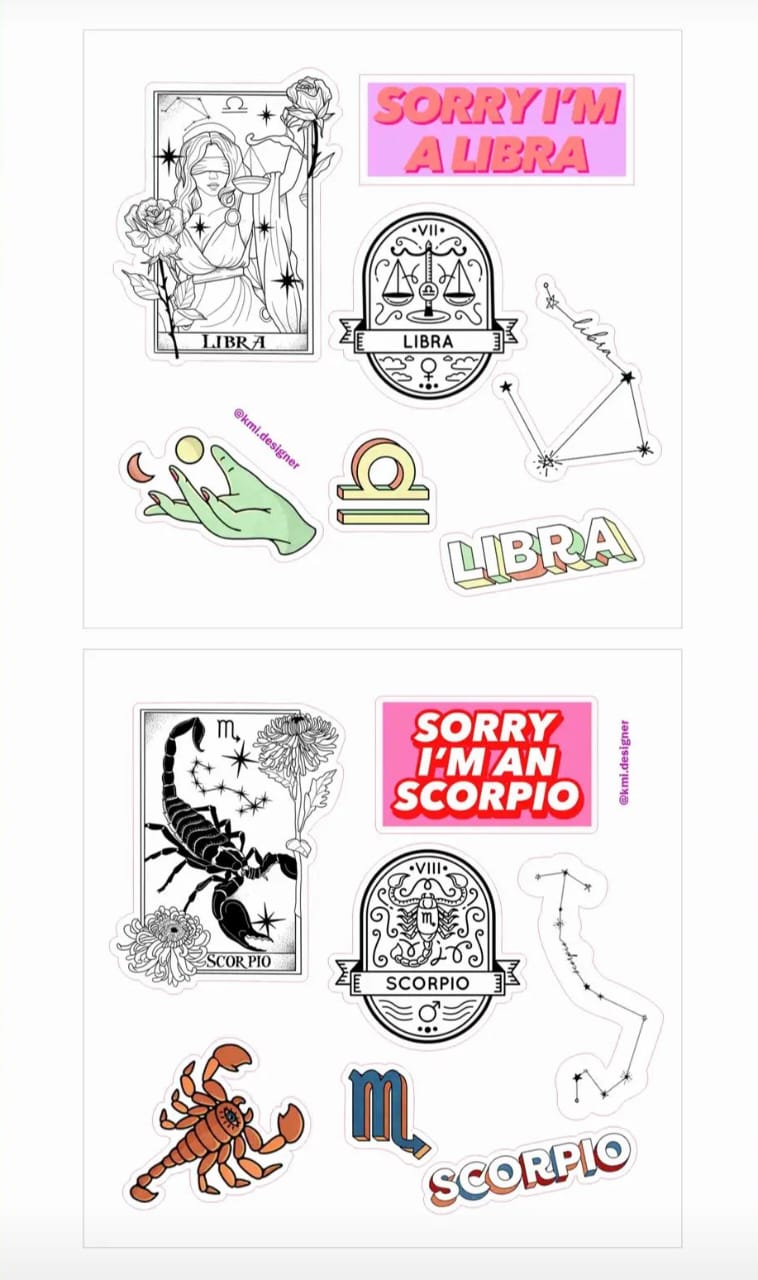 SORRY I'M
A LIBRA
LIBRA
•VII•
LIBRA
libra
@kmi.designer
LIBRA
SORRY
I'M AN
SCORPIO
@kmi.designer
SCORPIO
•VIII•
SCORPIO
scorpio
SCORPIO